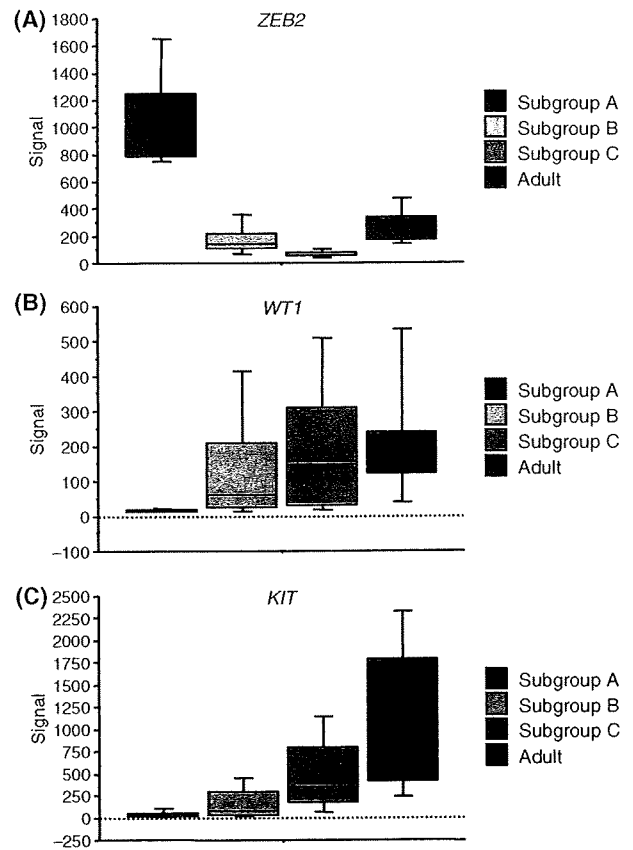 (A)
ZEB2
1800
1600
1400
1200
1000
800
600
400
200
0
Signal
Subgroup A
Subgroup B
Subgroup C
Adult
(B)
WT1
600
500
400
300
200
100
0
−100
Signal
Subgroup A
Subgroup B
Subgroup C
Adult
(C)
KIT
2500
2250
2000
1750
1500
1250
1000
750
500
250
0
−250
Signal
Subgroup A
Subgroup B
Subgroup C
Adult